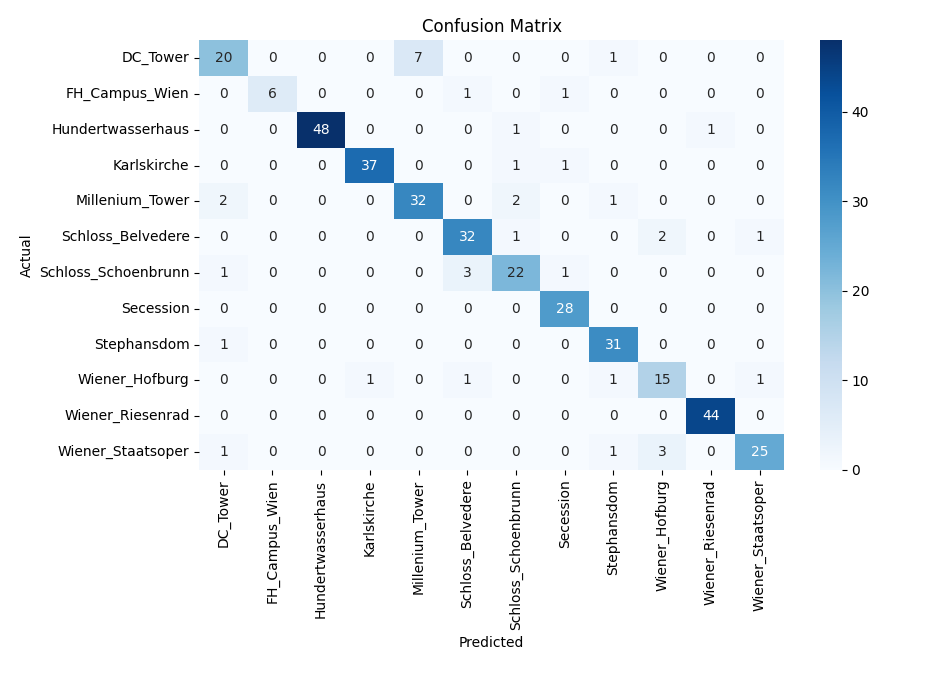 Confusion Matrix
Actual
DC_Tower 20 0 0 0 7 0 0 0 1 0 0 0
FH_Campus_Wien 0 6 0 0 0 1 0 1 0 0 0 0
Hundertwasserhaus 0 0 48 0 0 0 1 0 0 0 1 0
Karlskirche 0 0 0 37 0 0 1 1 0 0 0 0
Millenium_Tower 2 0 0 0 32 0 2 0 1 0 0 0
Schloss_Belvedere 0 0 0 0 0 32 1 0 0 2 0 1
Schloss_Schoenbrunn 1 0 0 0 0 3 22 1 0 0 0 0
Secession 0 0 0 0 0 0 0 28 0 0 0 0
Stephansdom 1 0 0 0 0 0 0 0 31 0 0 0
Wiener_Hofburg 0 0 0 1 0 1 0 0 1 15 0 1
Wiener_Riesenrad 0 0 0 0 0 0 0 0 0 0 44 0
Wiener_Staatsoper 1 0 0 0 0 0 0 0 1 3 0 25
DC_Tower
FH_Campus_Wien
Hundertwasserhaus
Karlskirche
Millenium_Tower
Schloss_Belvedere
Schloss_Schoenbrunn
Secession
Stephansdom
Wiener_Hofburg
Wiener_Riesenrad
Wiener_Staatsoper
Predicted
40
30
20
10
0